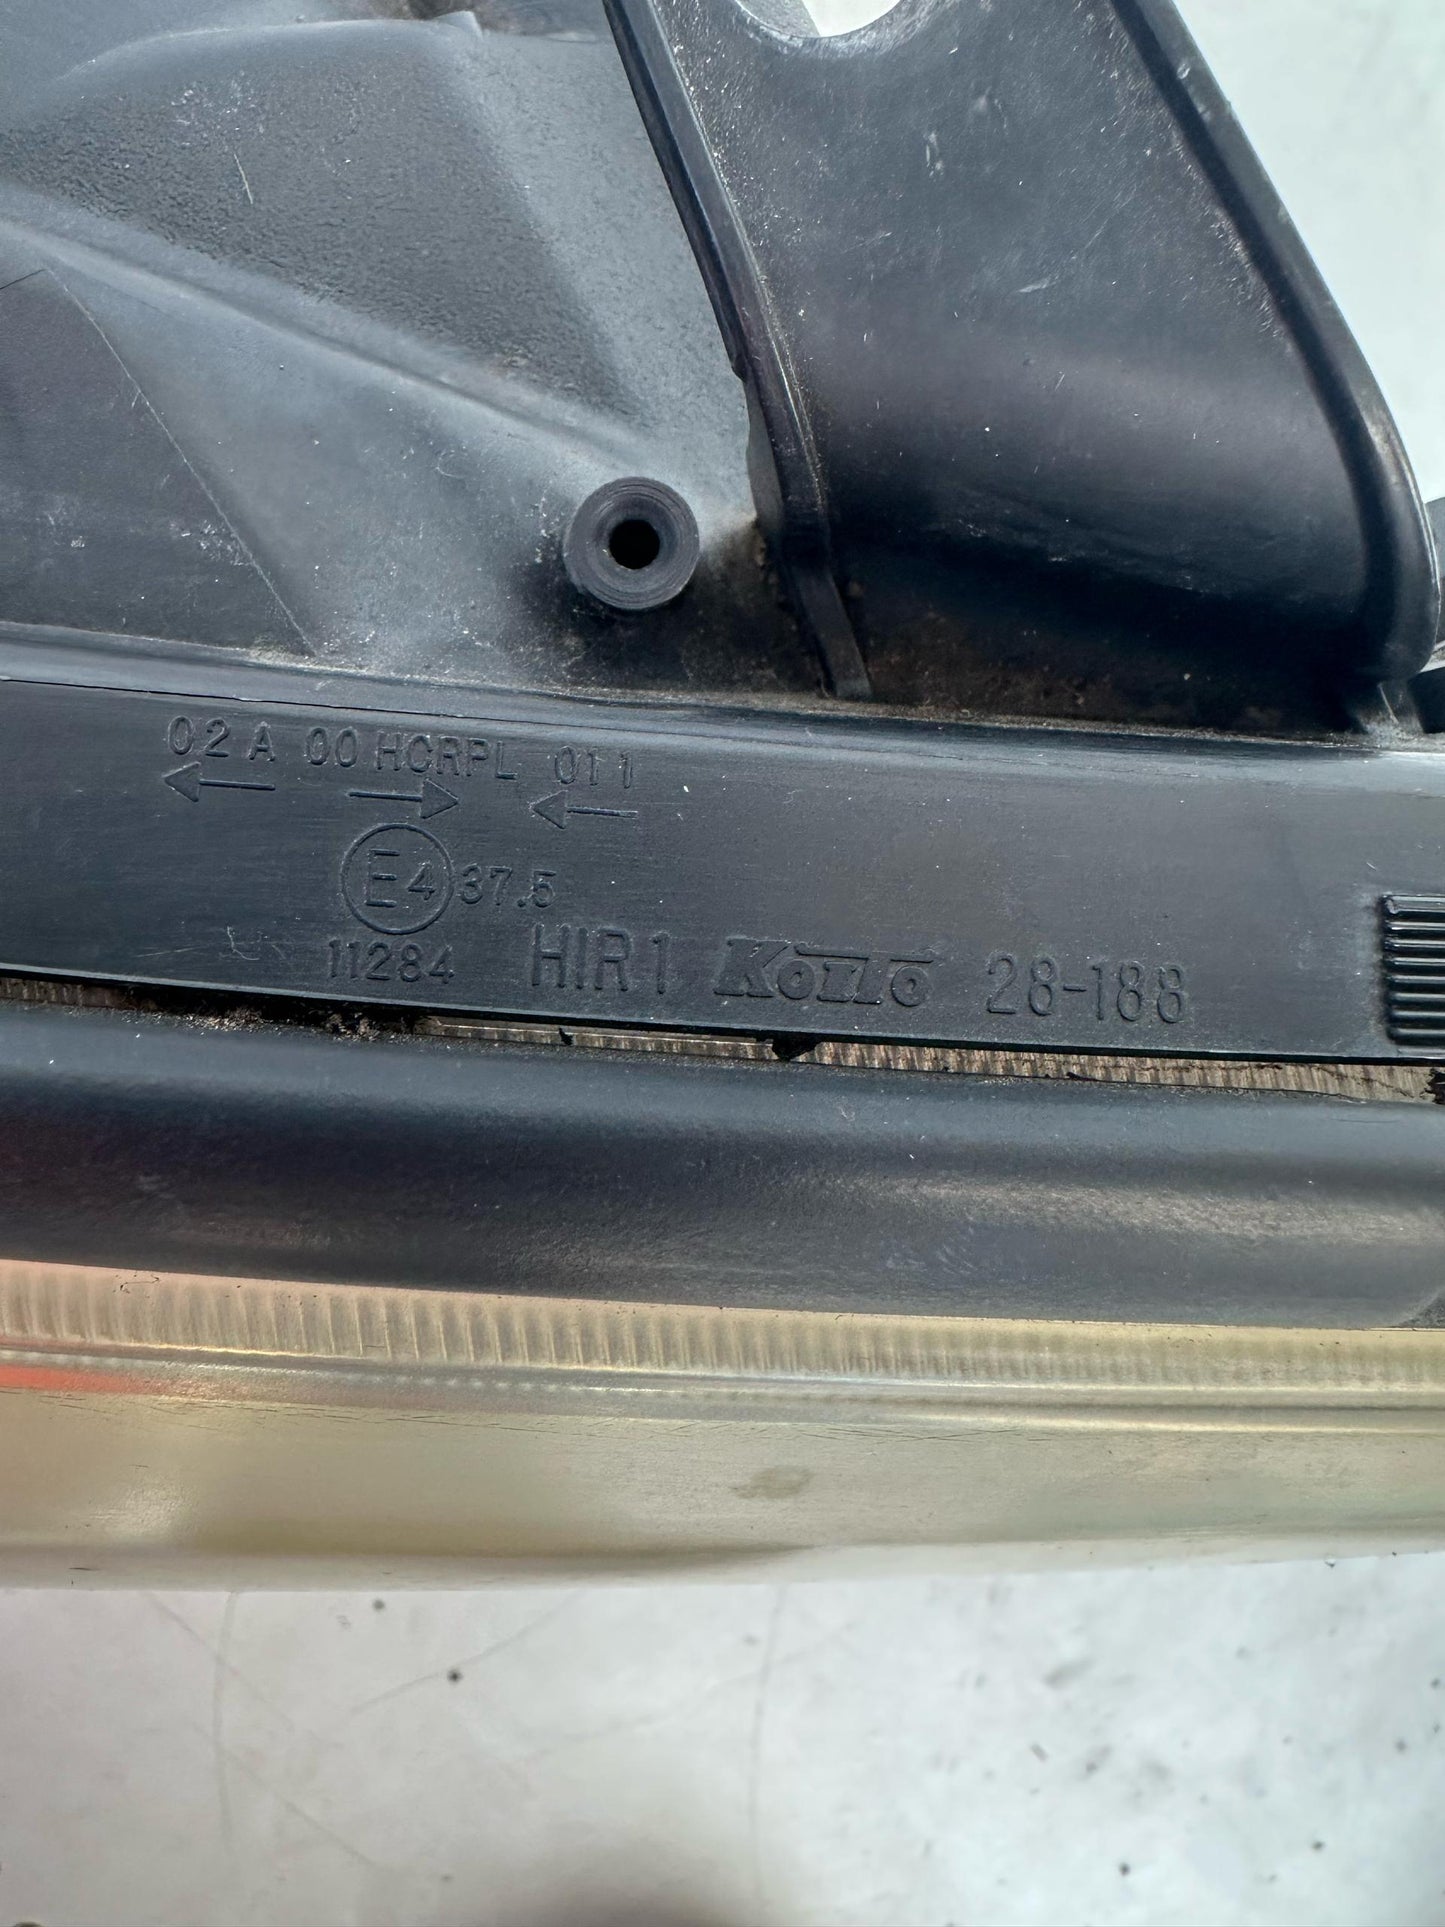 02 A 00 HCRPL 01 1
← → ←
E4 37.5
11284 HIR1 KOITO 28-188